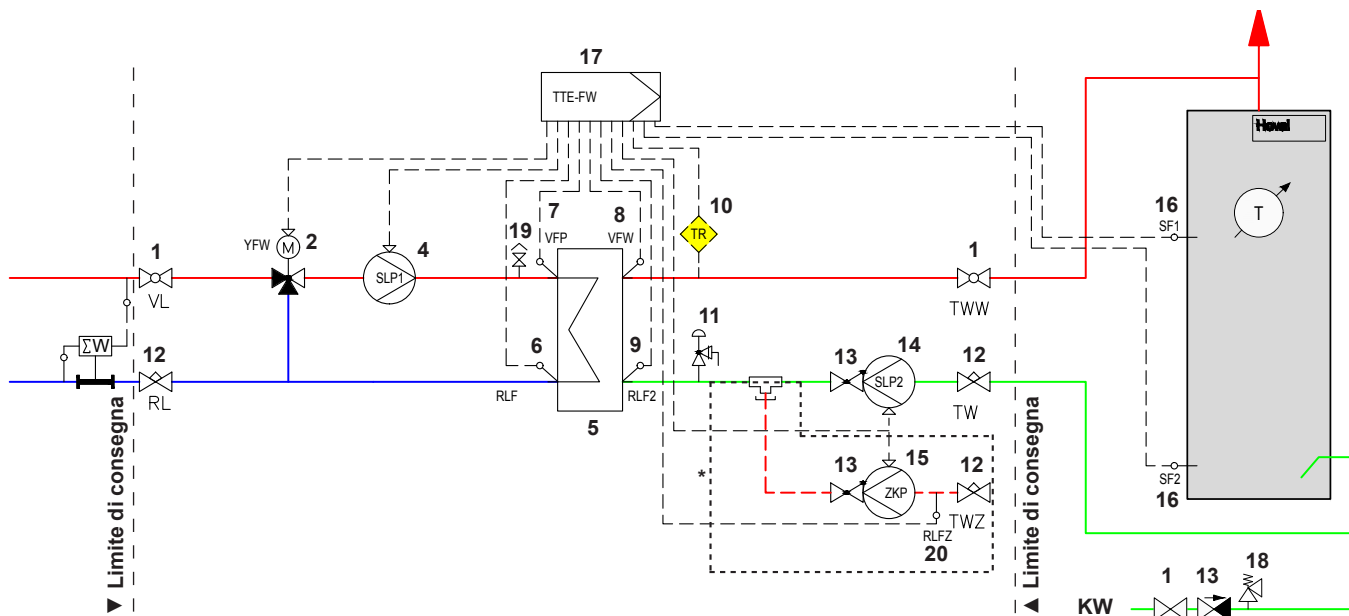 17
TTE-FW
Hoval
T
16
SF1
7
8
10
VFP
VFW
TR
19
YFW
2
M
4
1
SLP1
1
VL
TWW
11
ΣW
12
6
9
13
14
12
SLP2
RL
RLF
RLF2
TW
5
*
13
15
12
ZKP
TWZ
RLFZ
20
SF2
16
▼ Limite di consegna
▲ Limite di consegna
1
13
18
KW